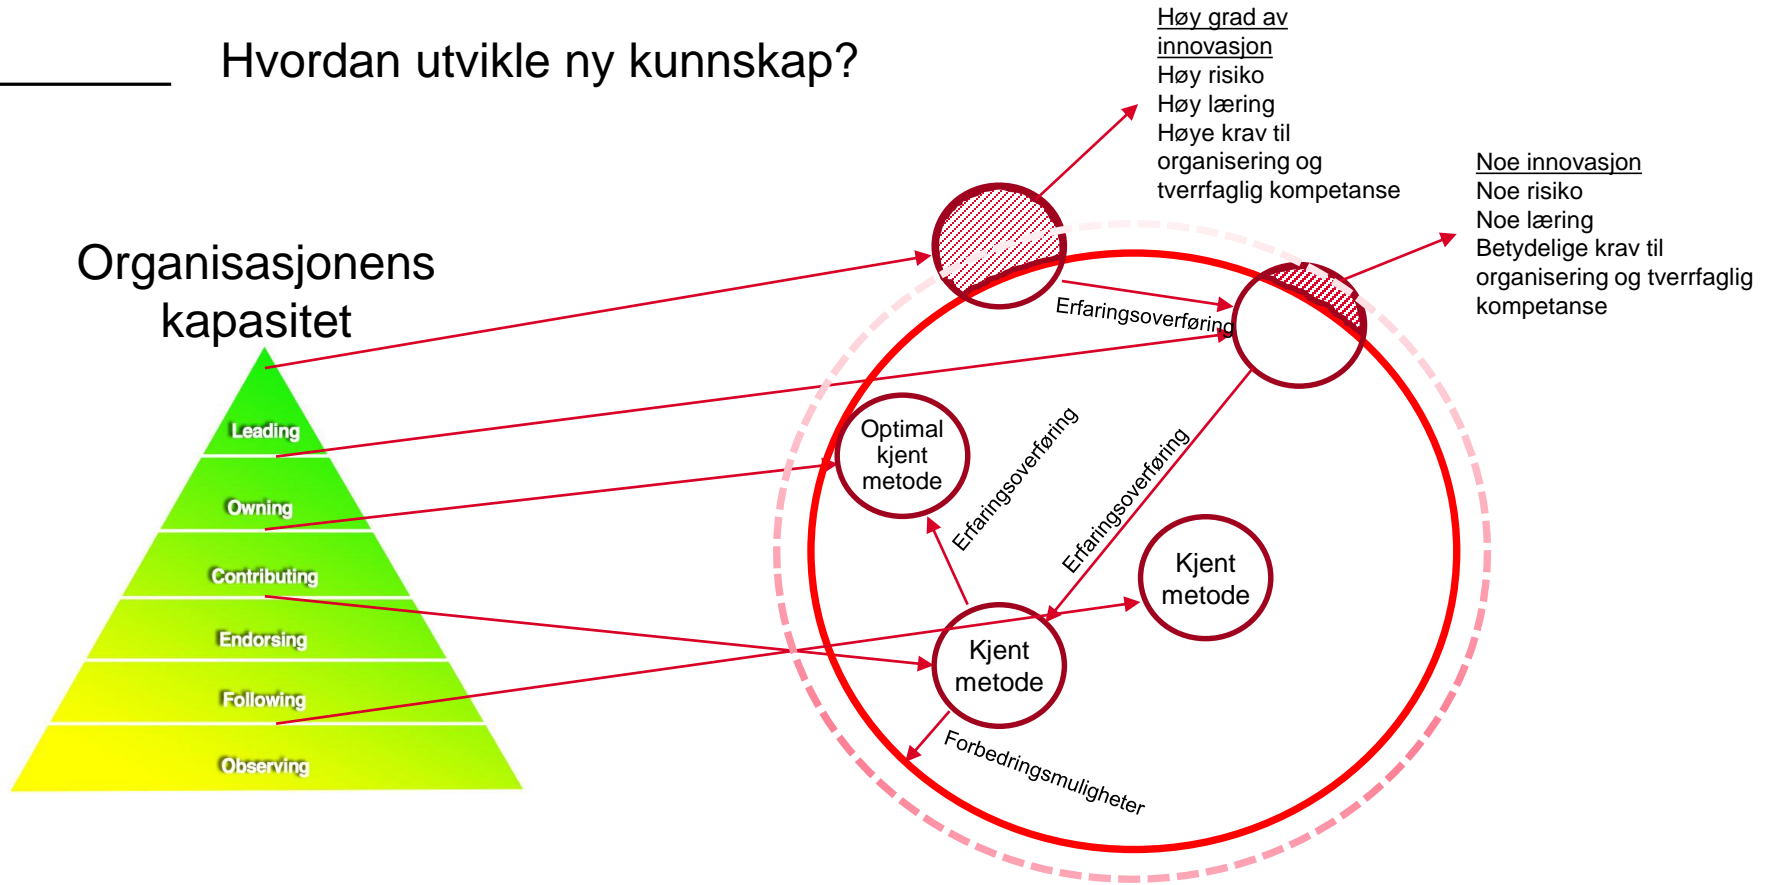 Hvordan utvikle ny kunnskap?
Høy grad av
innovasjon
Høy risiko
Høy læring
Høye krav til
organisering og
tverrfaglig kompetanse
Noe innovasjon
Noe risiko
Noe læring
Betydelige krav til
organisering og tverrfaglig
kompetanse
Organisasjonens
kapasitet
Leading
Owning
Contributing
Endorsing
Following
Observing
Erfaringsoverføring
Optimal
kjent
metode
Erfaringsoverføring
Erfaringsoverføring
Kjent
metode
Kjent
metode
Forbedringsmuligheter